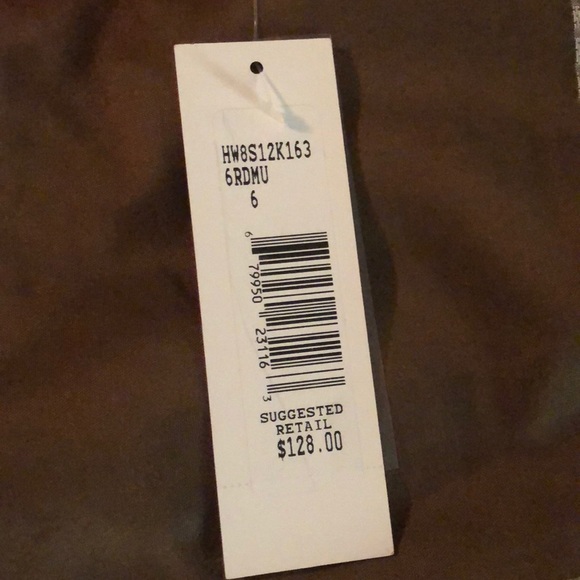 HW8S12K163
6RDMU
6
6 79950 23116 3
SUGGESTED
RETAIL
$128.00